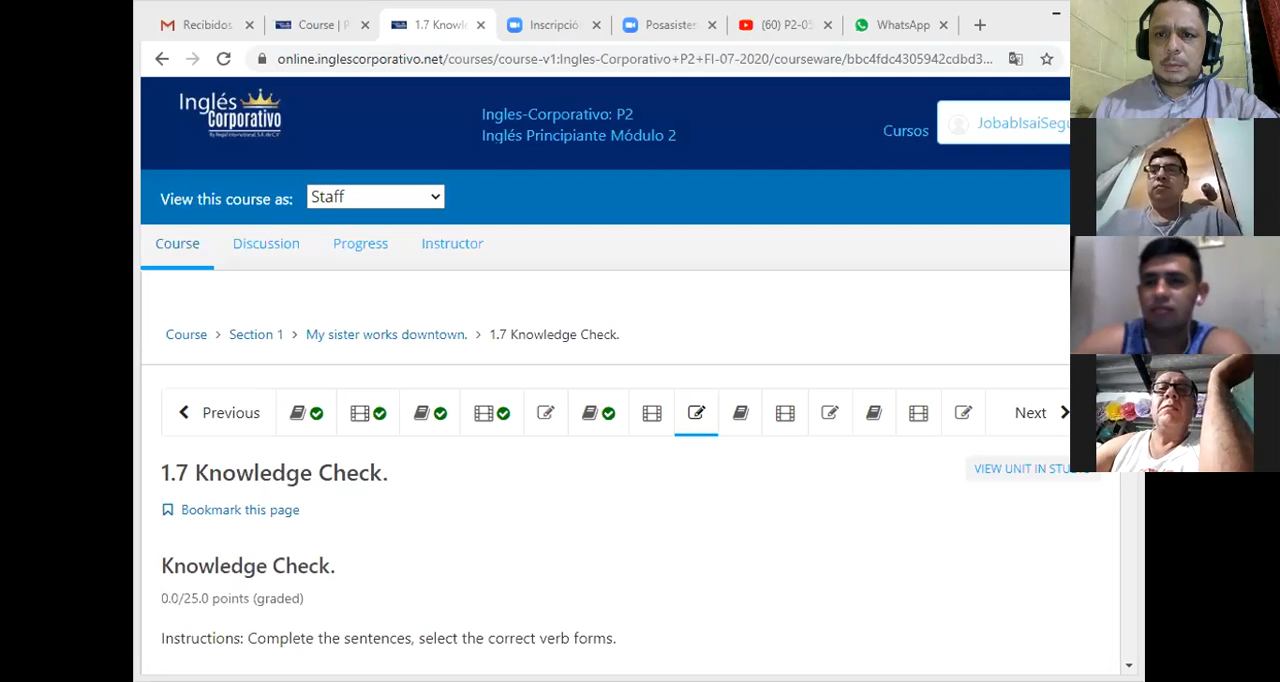 Recibidos
Course | P
1.7 Knowle
Inscripció
Posasiste
(60) P2-05
WhatsApp
online.inglescorporativo.net/courses/course-v1:Ingles-Corporativo+P2+FI-07-2020/courseware/bbc4fdc4305942cdbd3...
Inglés
Corporativo
Ingles-Corporativo: P2
Inglés Principiante Módulo 2
Cursos
JobabIsaiSegu
View this course as:
Staff
Course Discussion Progress Instructor
Course > Section 1 > My sister works downtown. > 1.7 Knowledge Check.
Previous
Next
1.7 Knowledge Check.
VIEW UNIT IN STU
Bookmark this page
Knowledge Check.
0.0/25.0 points (graded)
Instructions: Complete the sentences, select the correct verb forms.